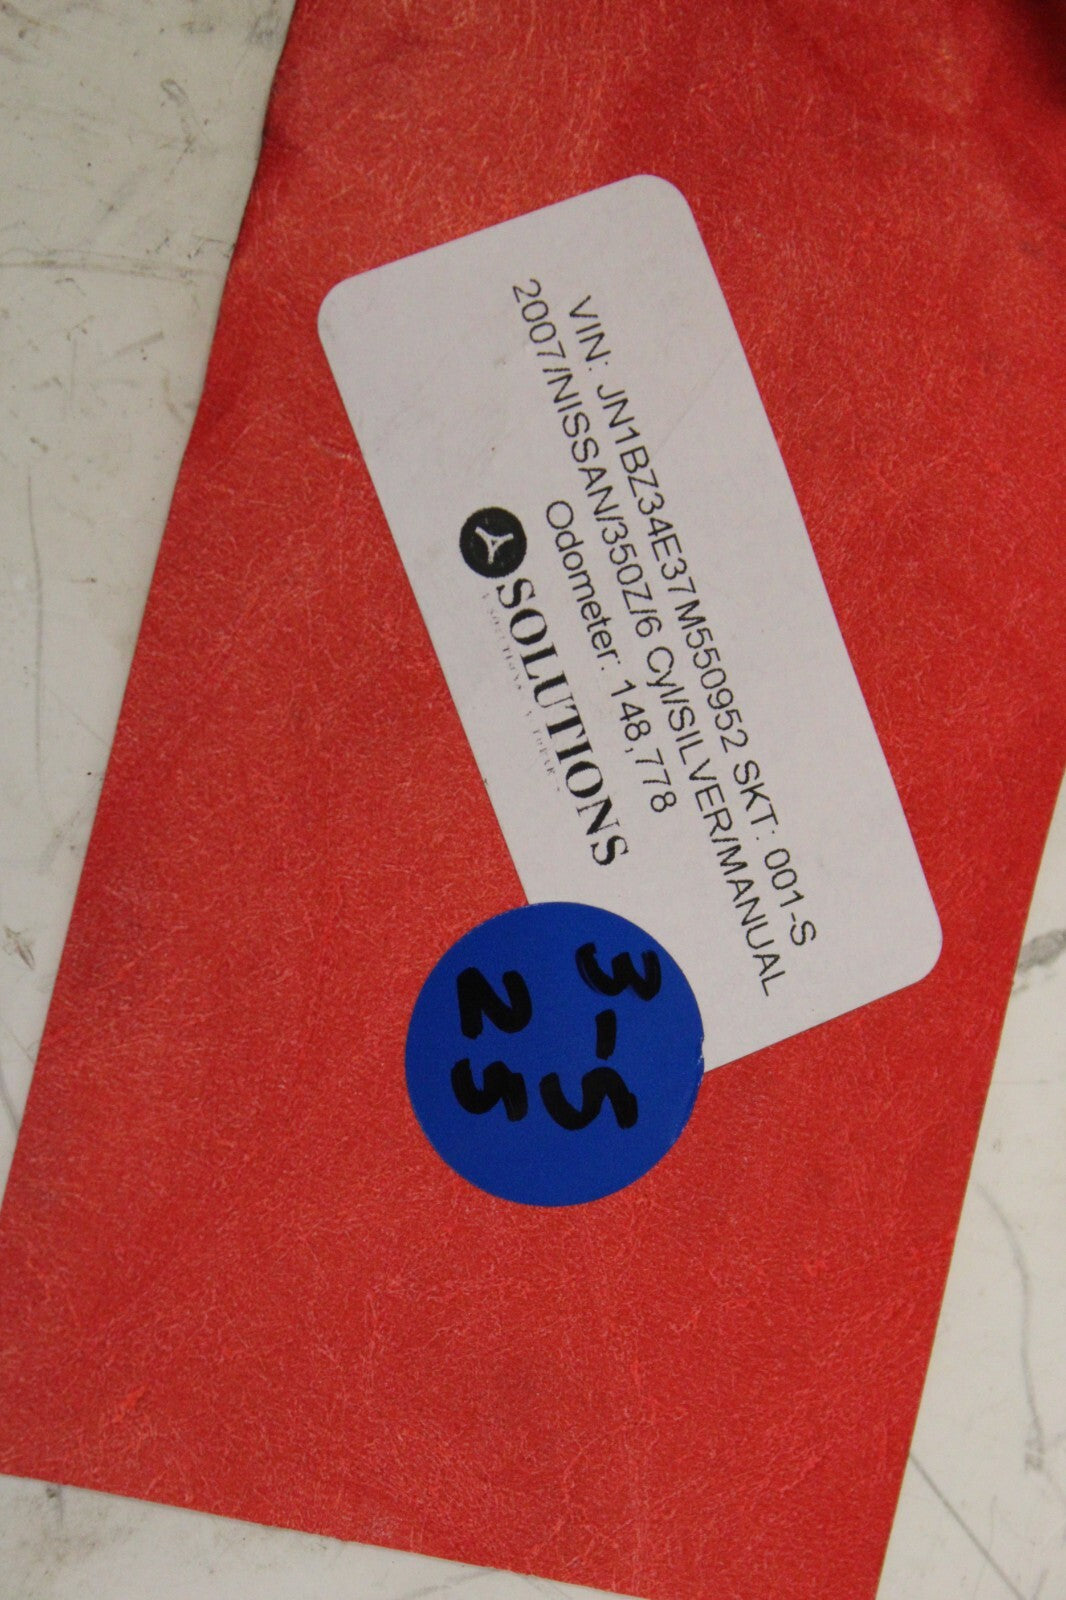 VIN: JN1BZ34E37M550952 SKT: 001-S
2007/NISSAN/350Z/6 Cyl/SILVER/MANUAL
Odometer: 148,778
SOLUTIONS
3-5
25